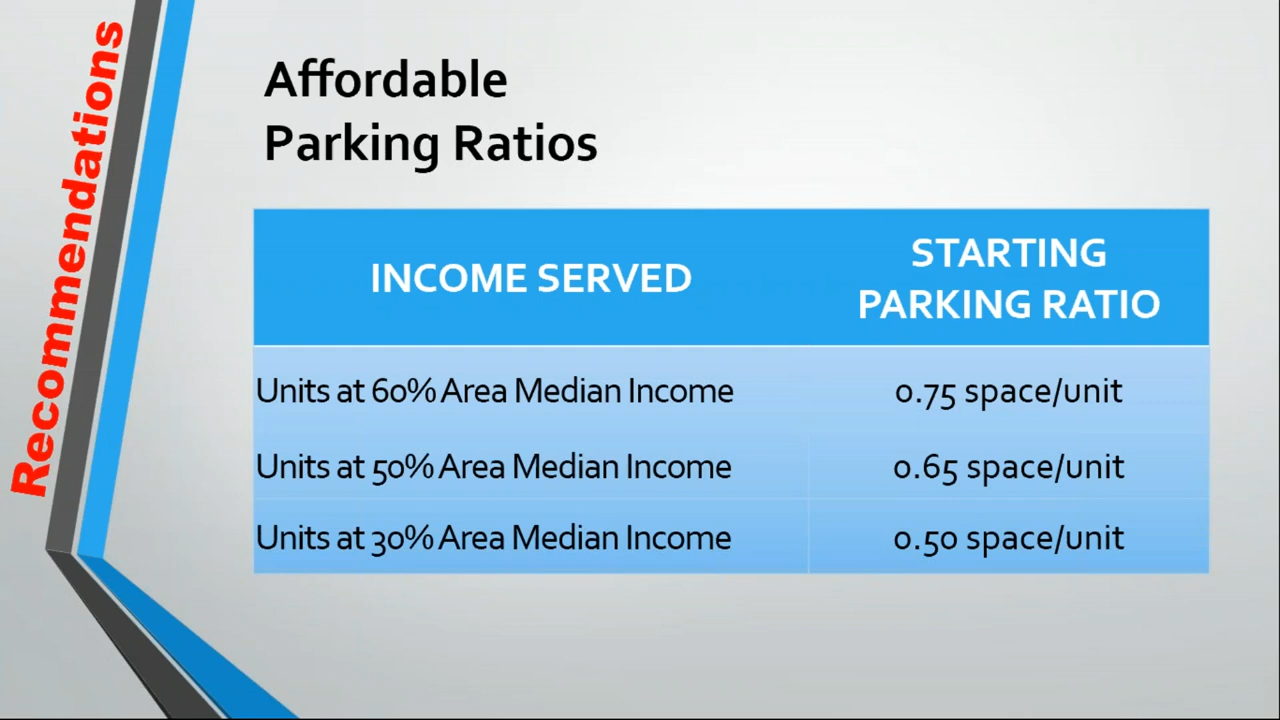 Recommendations
Affordable
Parking Ratios
INCOME SERVED
STARTING
PARKING RATIO
Units at 60% Area Median Income
0.75 space/unit
Units at 50% Area Median Income
0.65 space/unit
Units at 30% Area Median Income
0.50 space/unit